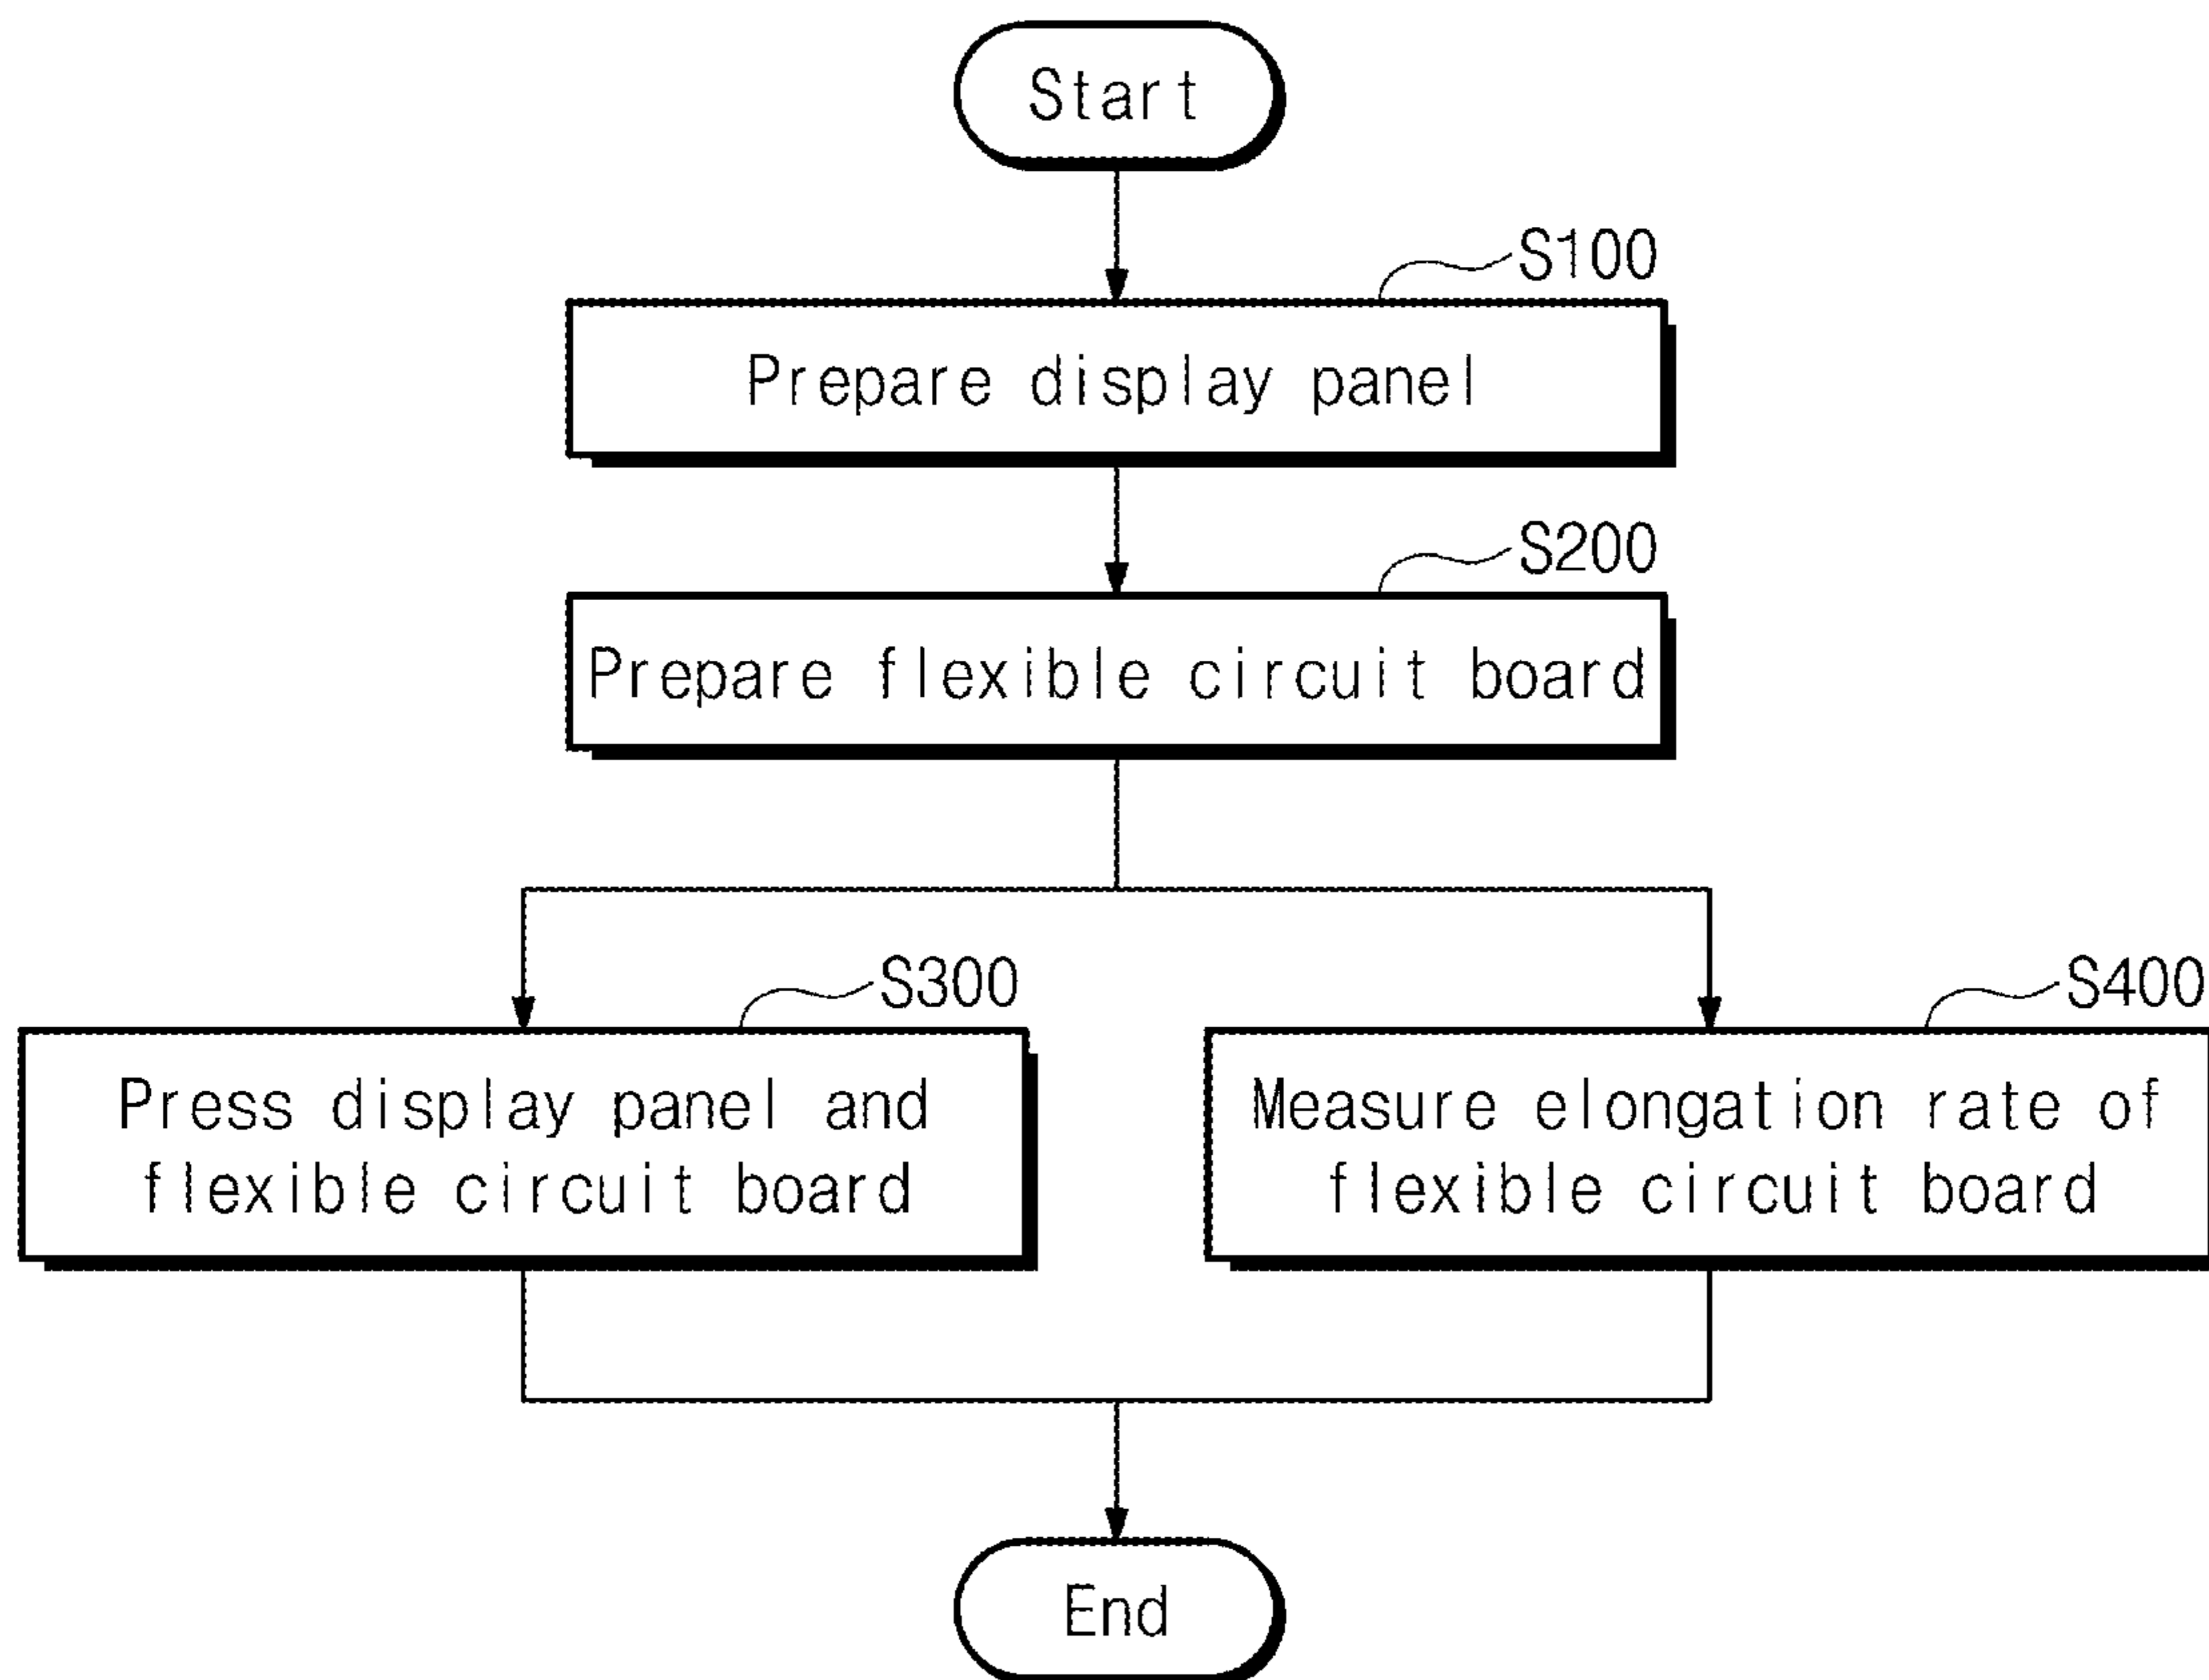 Start
S100
Prepare display panel
S200
Prepare flexible circuit board
S300
Press display panel and
flexible circuit board
S400
Measure elongation rate of
flexible circuit board
End